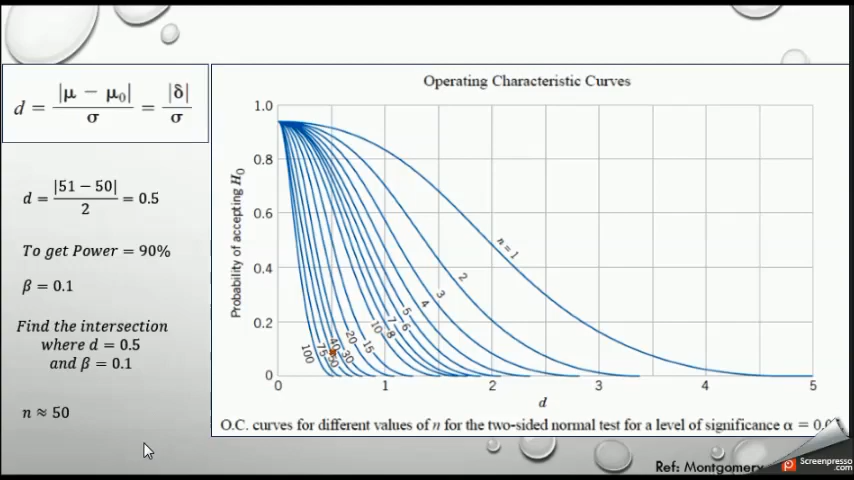 d = |μ − μ₀| / σ = |δ| / σ
d = |51 − 50| / 2 = 0.5
To get Power = 90%
β = 0.1
Find the intersection
where d = 0.5
and β = 0.1
n ≈ 50
Operating Characteristic Curves
Probability of accepting H₀
1.0
0.8
0.6
0.4
0.2
0
n = 1
2
3
4
5
6
7
8
10
15
20
30
40
50
75
100
0 1 2 3 4 5
d
O.C. curves for different values of n for the two-sided normal test for a level of significance α = 0.0
Ref: Montgomery
Screenpresso
.com